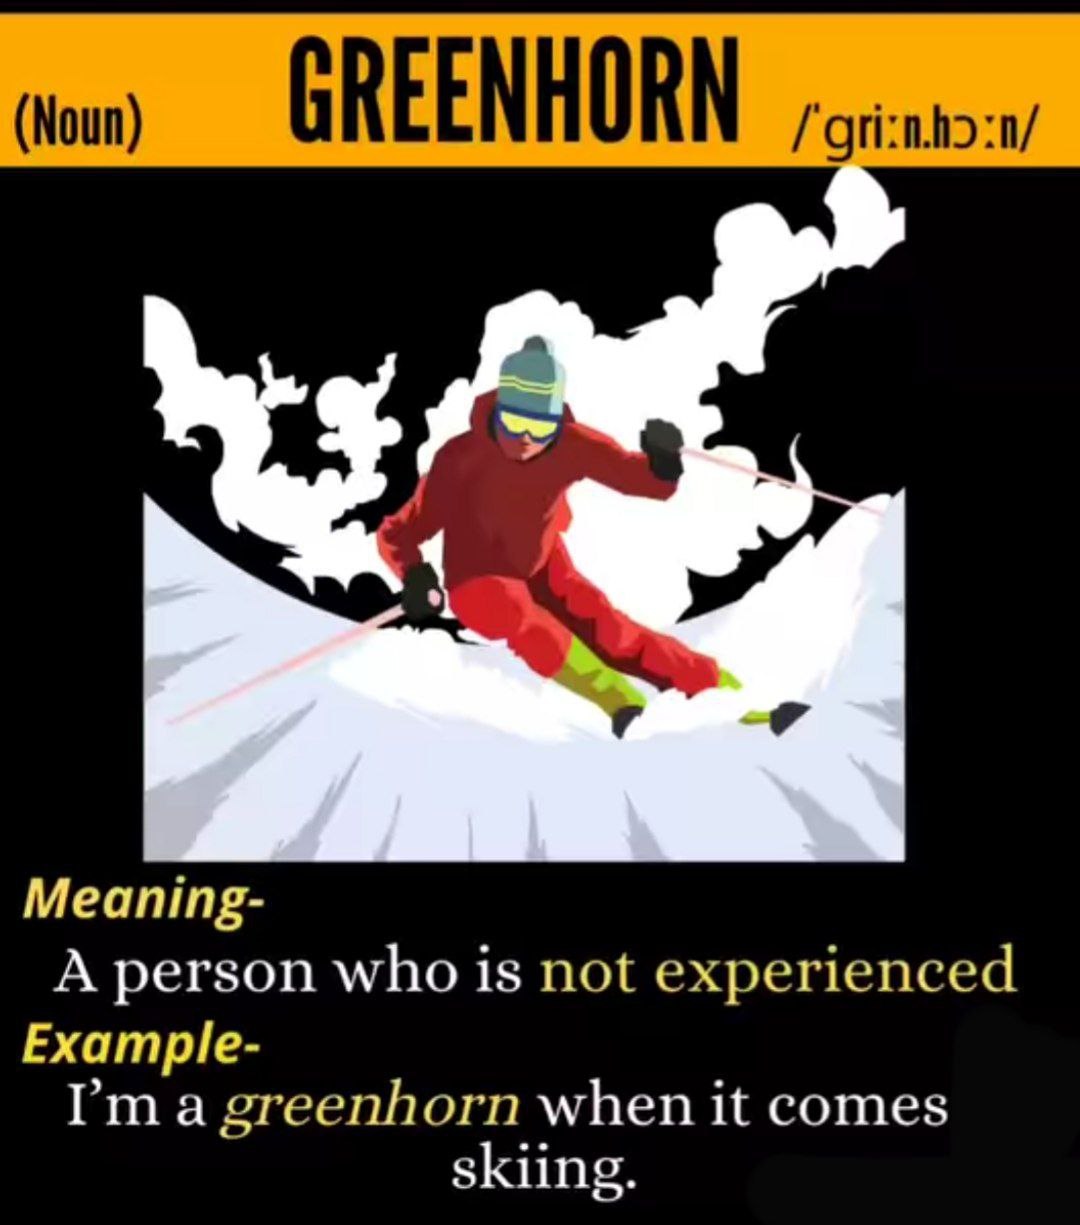 (Noun) GREENHORN /ˈgriːn.hɔːn/
Meaning-
A person who is not experienced
Example-
I’m a greenhorn when it comes
skiing.